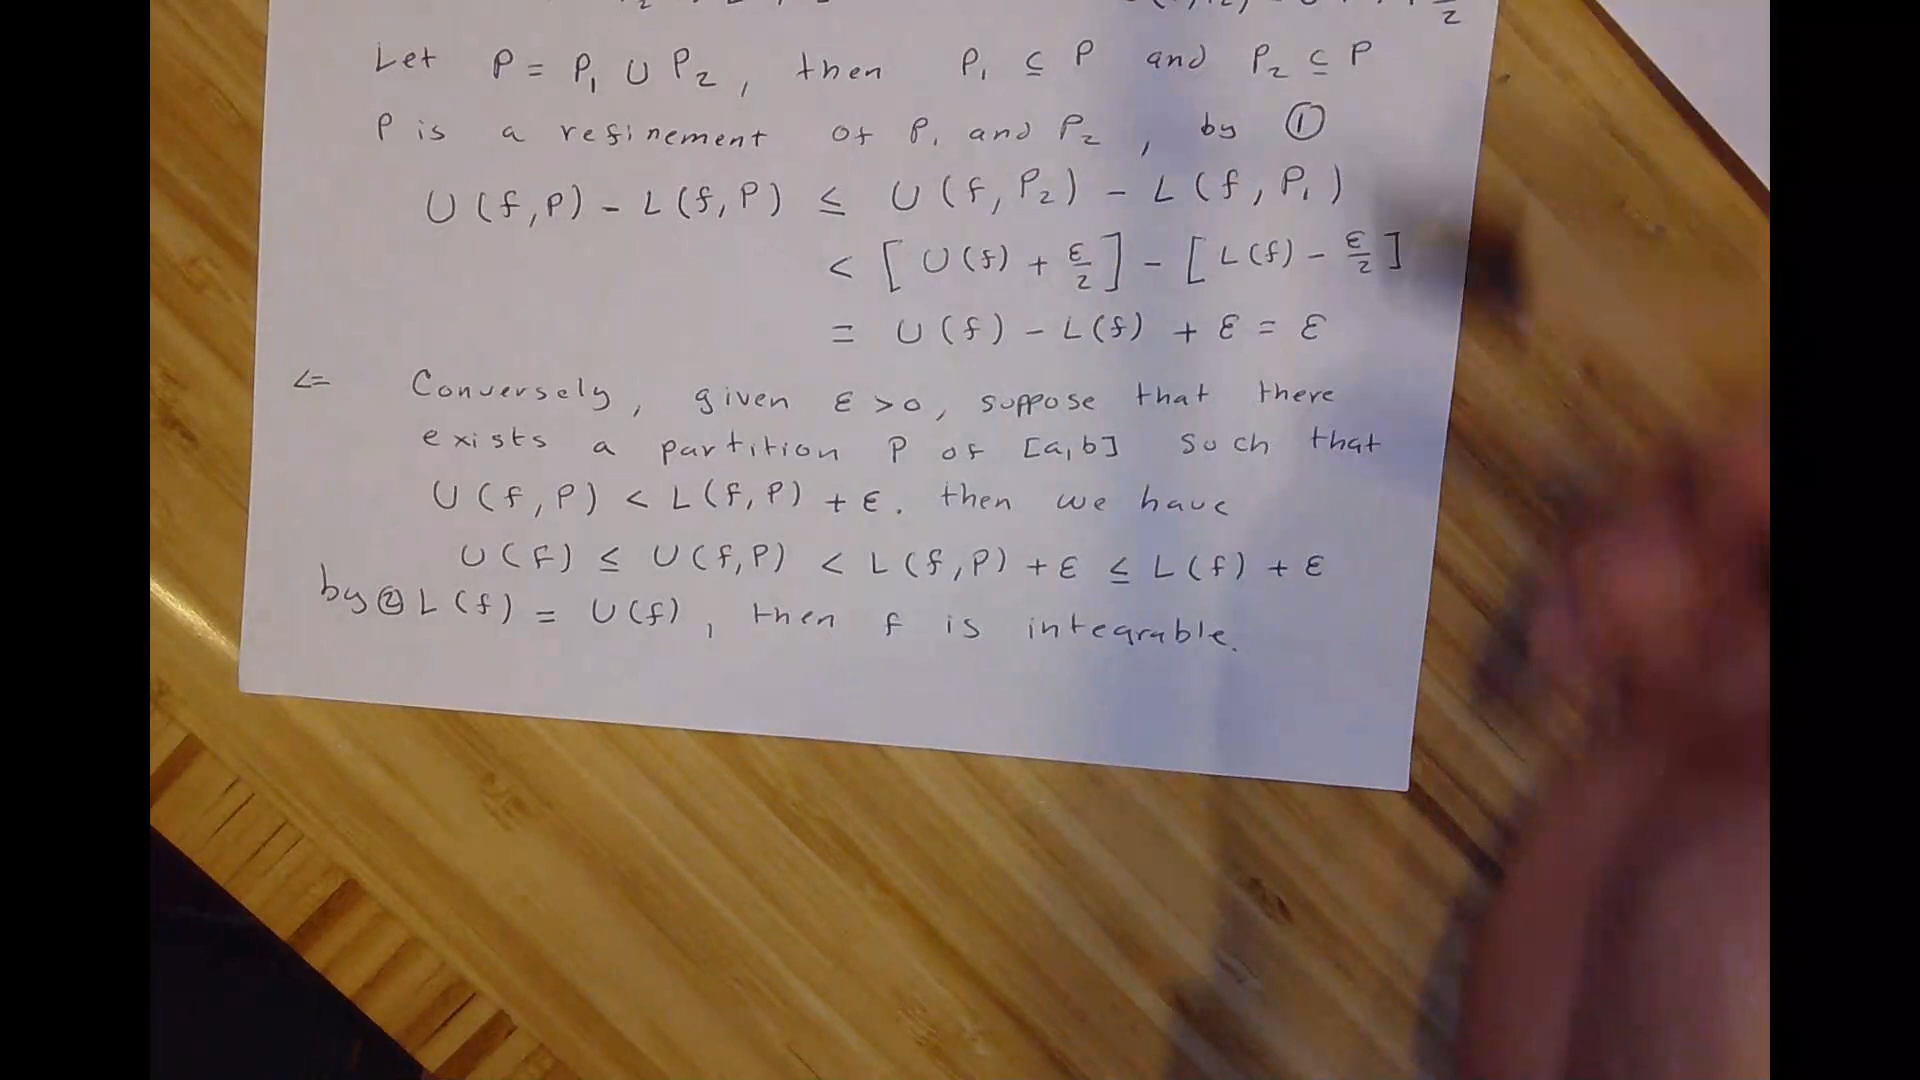 Let P = P₁ ∪ P₂, then P₁ ⊆ P and P₂ ⊆ P
P is a refinement of P₁ and P₂, by ①
U(f,P) - L(f,P) ≤ U(f,P₂) - L(f,P₁)
< [U(f) + ε/2] - [L(f) - ε/2]
= U(f) - L(f) + ε = ε
<= Conversely, given ε>0, suppose that there
exists a partition P of [a,b] such that
U(f,P) < L(f,P) + ε. then we have
U(f) ≤ U(f,P) < L(f,P) + ε ≤ L(f) + ε
by ② L(f) = U(f), then f is integrable.